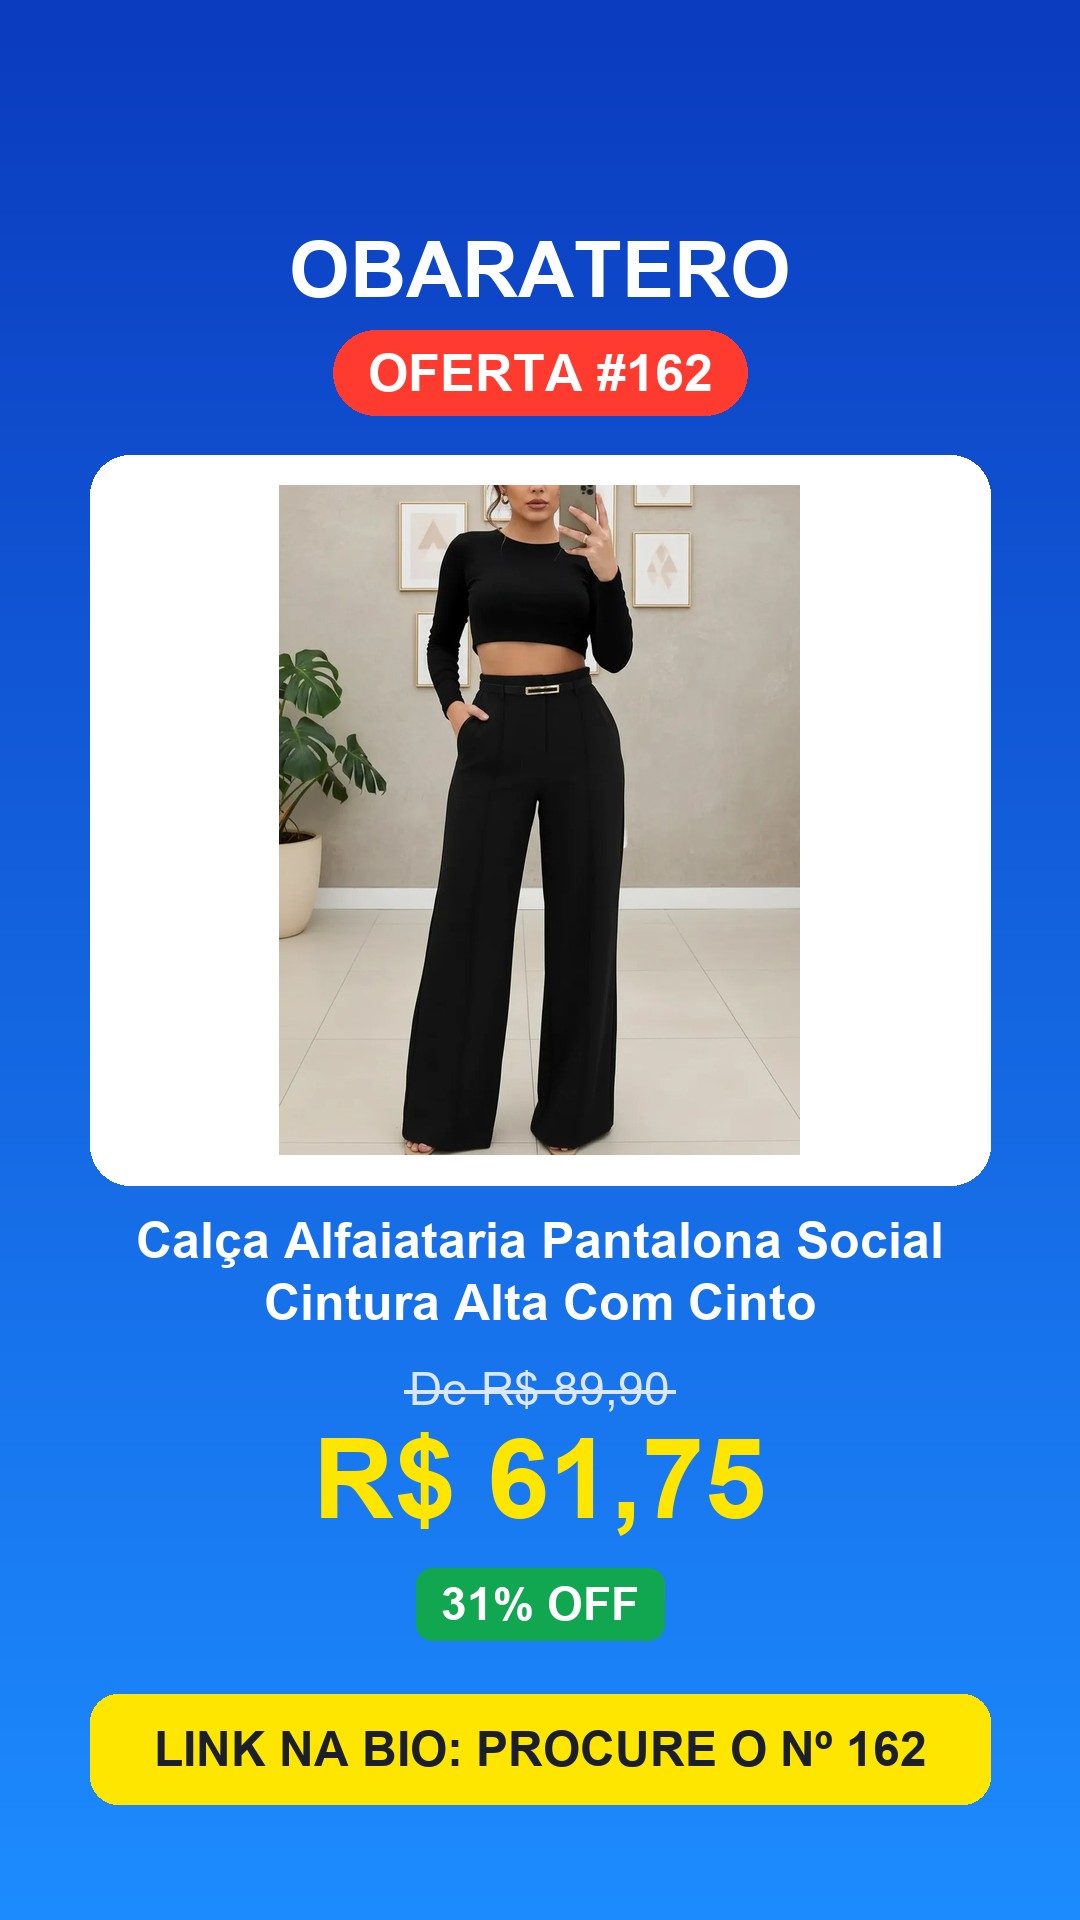 OBARATERO
OFERTA #162
Calça Alfaiataria Pantalona Social
Cintura Alta Com Cinto
De R$ 89,90
R$ 61,75
31% OFF
LINK NA BIO: PROCURE O Nº 162